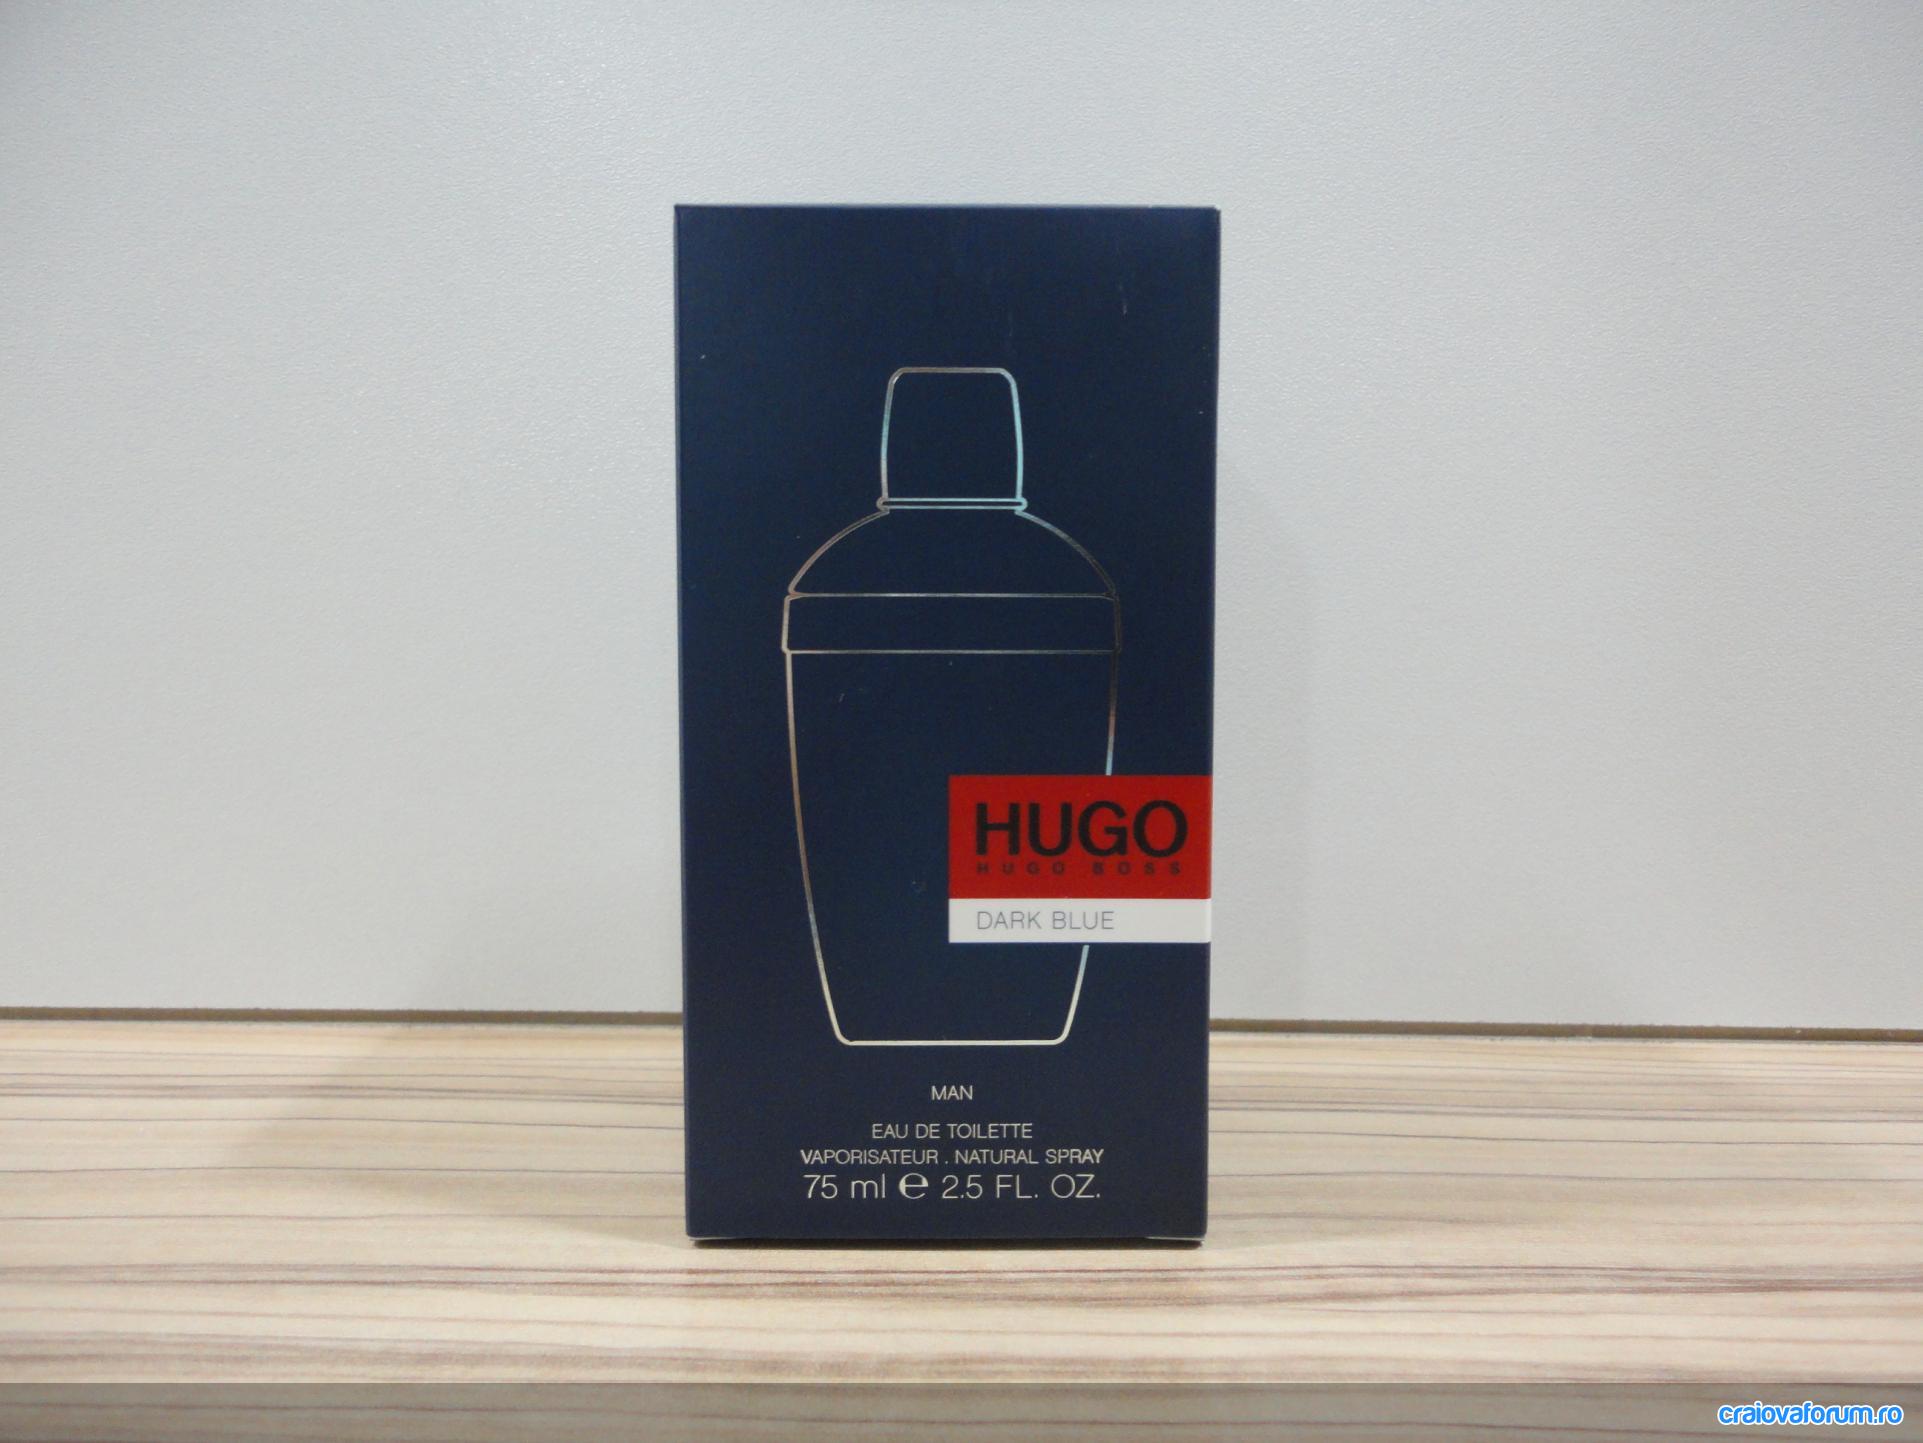 HUGO
HUGO BOSS
DARK BLUE
MAN
EAU DE TOILETTE
VAPORISATEUR . NATURAL SPRAY
75 ml ℮ 2.5 FL. OZ.
craiovaforum.ro